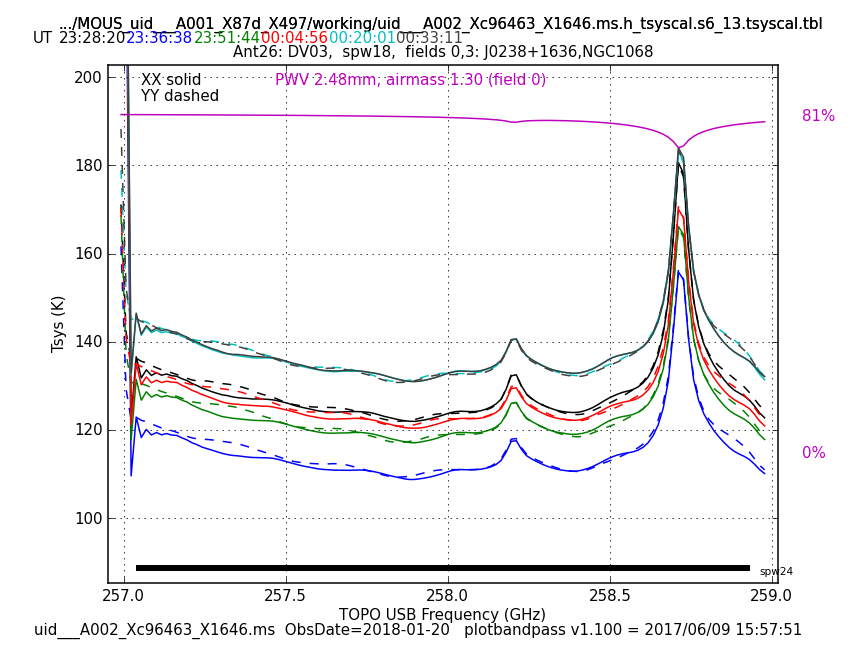 .../MOUS_uid___A001_X87d_X497/working/uid___A002_Xc96463_X1646.ms.h_tsyscal.s6_13.tsyscal.tbl
UT 23:28:20 23:36:38 23:51:44 00:04:56 00:20:01 00:33:11
Ant26: DV03, spw18, fields 0,3: J0238+1636,NGC1068
XX solid
YY dashed
PWV 2.48mm, airmass 1.30 (field 0)
81%
0%
200
180
160
140
120
100
Tsys (K)
spw24
257.0 257.5 258.0 258.5 259.0
TOPO USB Frequency (GHz)
uid___A002_Xc96463_X1646.ms ObsDate=2018-01-20 plotbandpass v1.100 = 2017/06/09 15:57:51